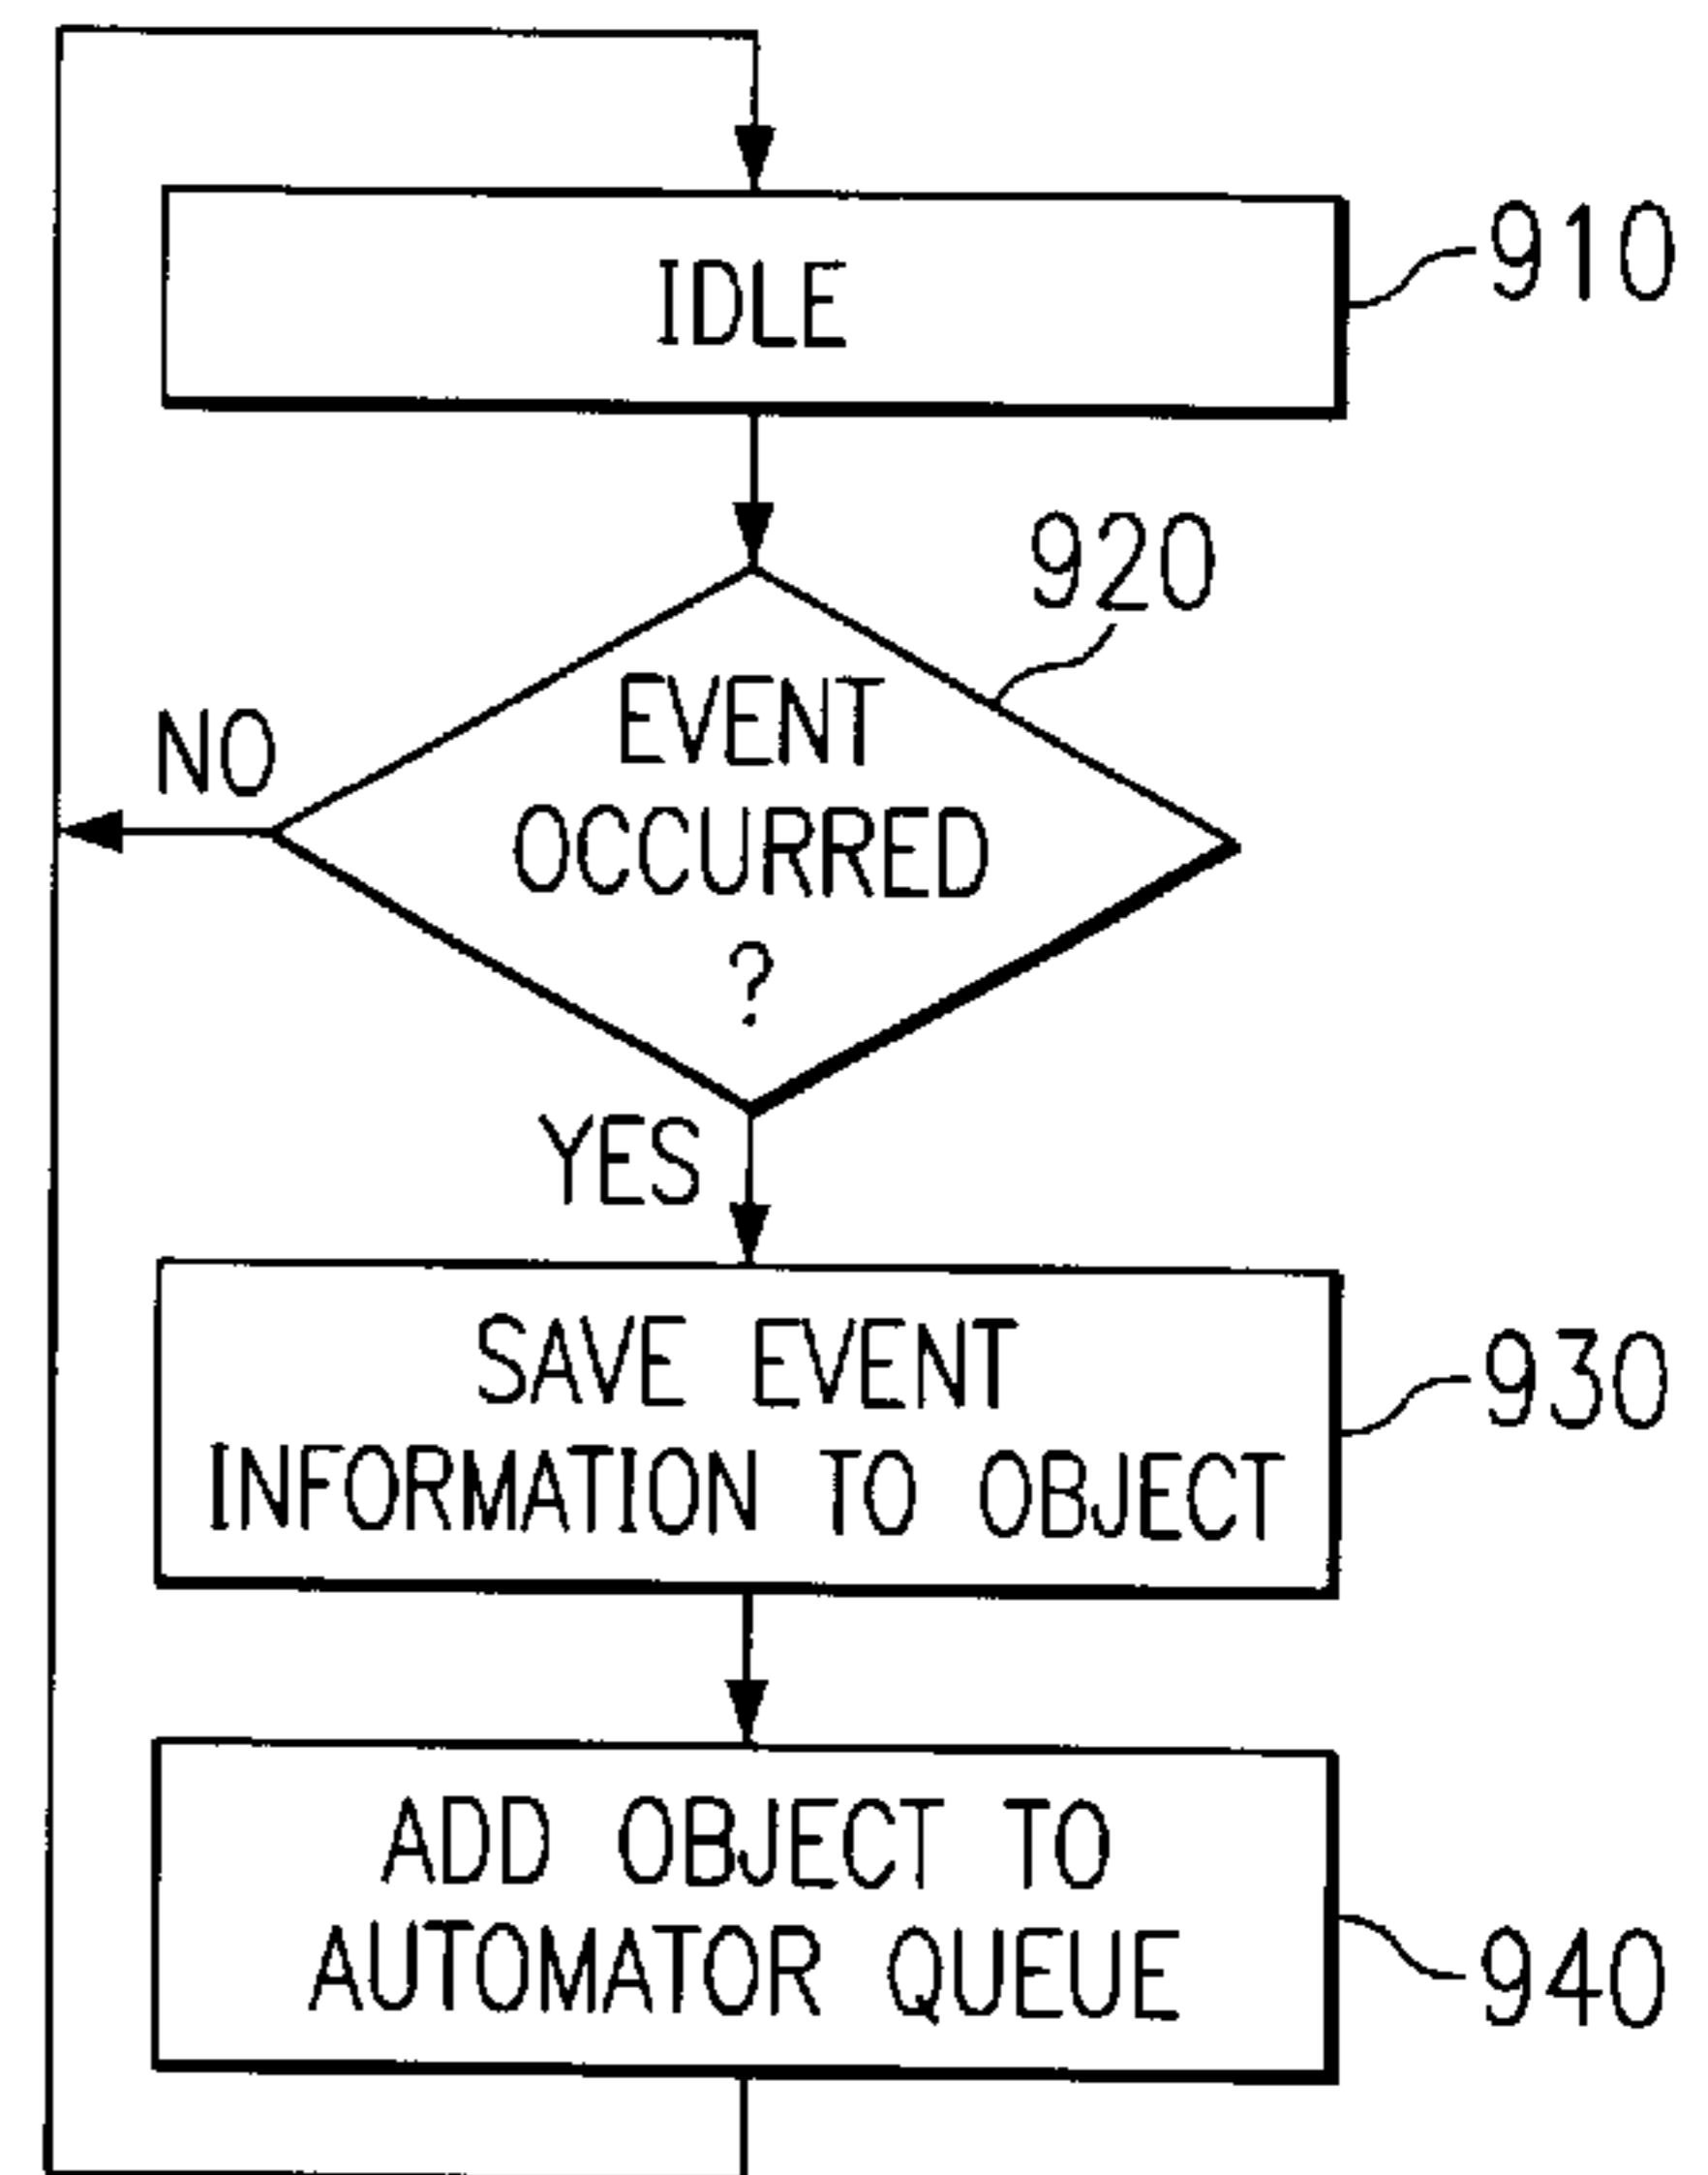 IDLE
910
920
EVENT
OCCURRED
?
NO
YES
SAVE EVENT
INFORMATION TO OBJECT
930
ADD OBJECT TO
AUTOMATOR QUEUE
940